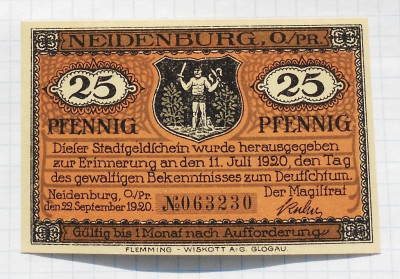 NEIDENBURG, O/PR.
25 25
PFENNIG PFENNIG
Dieser Stadtgeldschein wurde herausgegeben
zur Erinnerung an den 11. Juli 1920, den Tag
des gewaltigen Bekenntnisses zum Deutschtum.
Neidenburg, O/Pr. Der Magistrat
den 22. September 1920. No 063230
Gültig bis 1 Monat nach Aufforderung
FLEMMING - WISKOTT A:G. GLOGAU